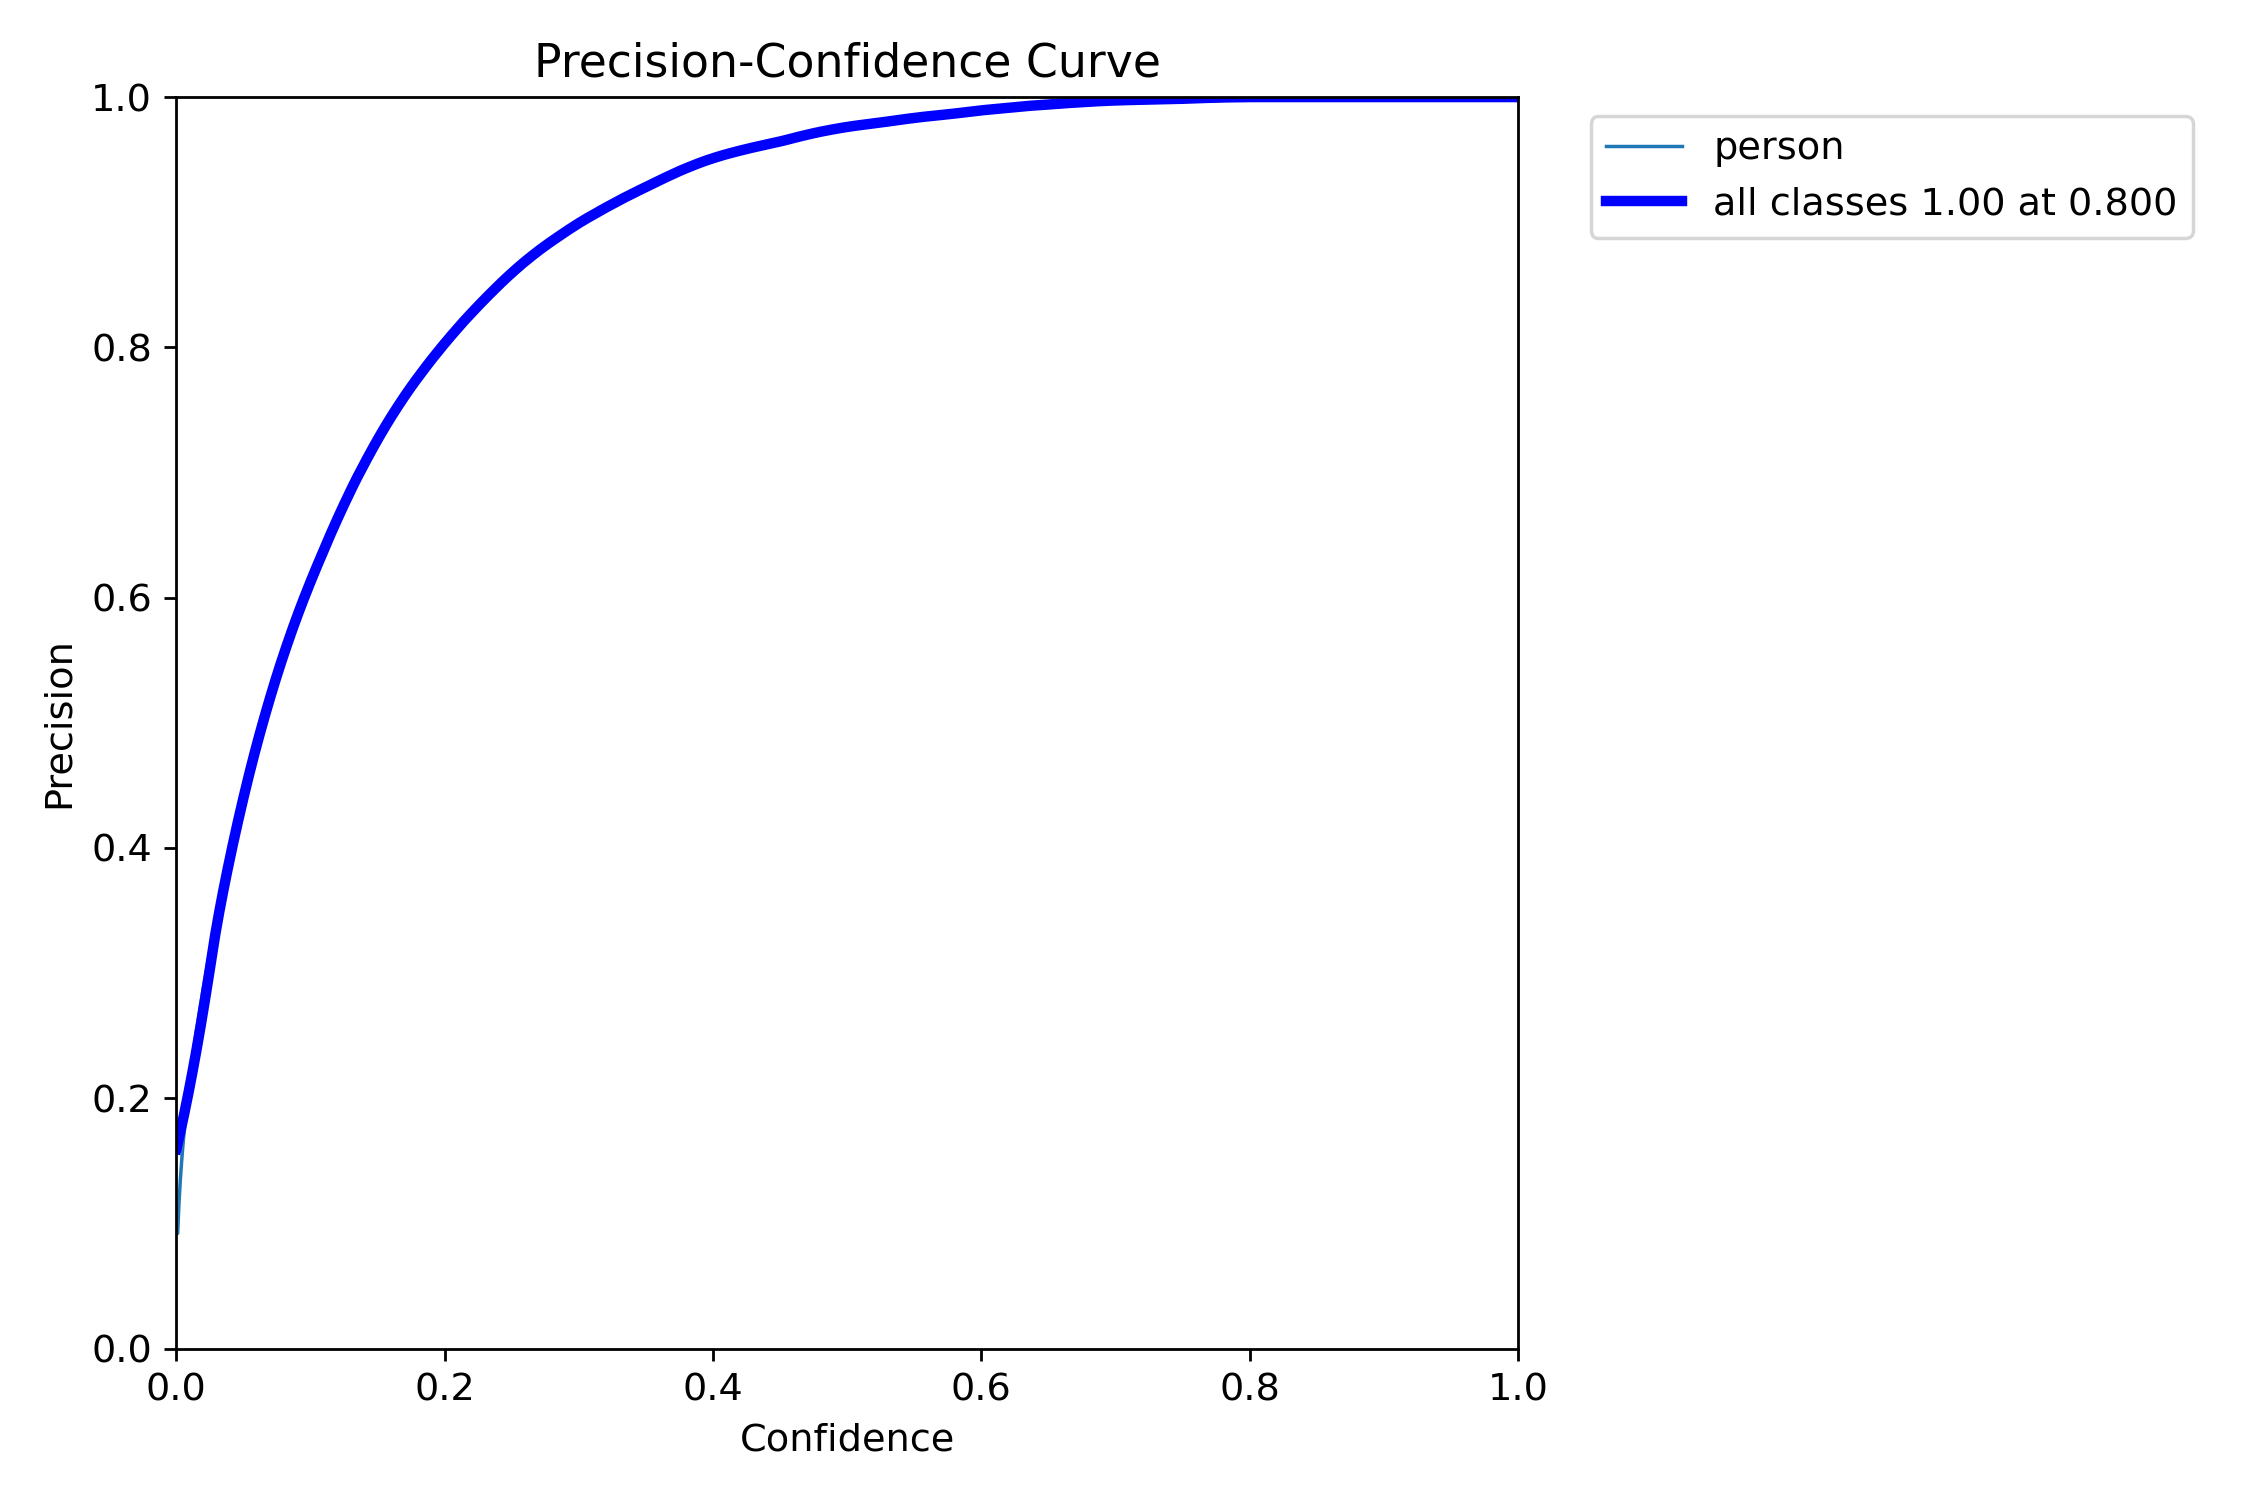 Precision-Confidence Curve
1.0
0.8
0.6
0.4
0.2
0.0
Precision
0.0 0.2 0.4 0.6 0.8 1.0
Confidence
person
all classes 1.00 at 0.800